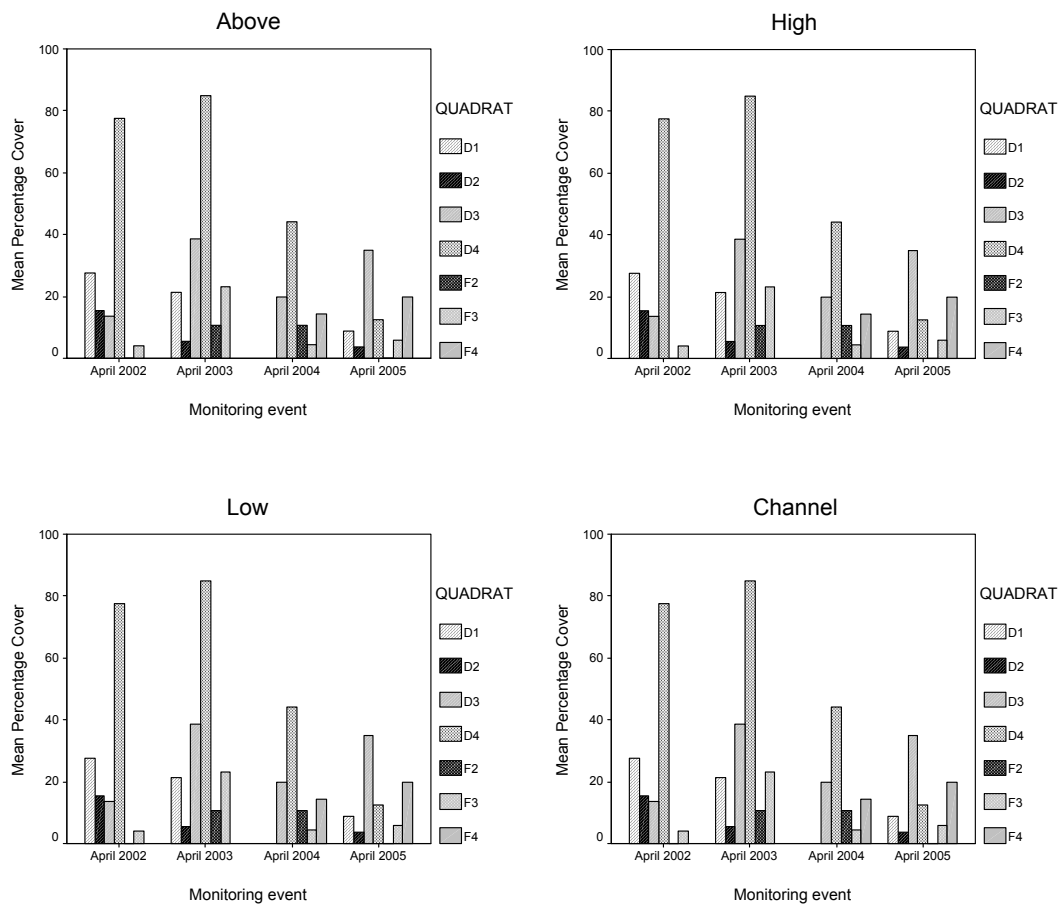 Above
Mean Percentage Cover
100
80
60
40
20
0
April 2002 April 2003 April 2004 April 2005
Monitoring event
QUADRAT
D1
D2
D3
D4
F2
F3
F4
High
Mean Percentage Cover
100
80
60
40
20
0
April 2002 April 2003 April 2004 April 2005
Monitoring event
QUADRAT
D1
D2
D3
D4
F2
F3
F4
Low
Mean Percentage Cover
100
80
60
40
20
0
April 2002 April 2003 April 2004 April 2005
Monitoring event
QUADRAT
D1
D2
D3
D4
F2
F3
F4
Channel
Mean Percentage Cover
100
80
60
40
20
0
April 2002 April 2003 April 2004 April 2005
Monitoring event
QUADRAT
D1
D2
D3
D4
F2
F3
F4